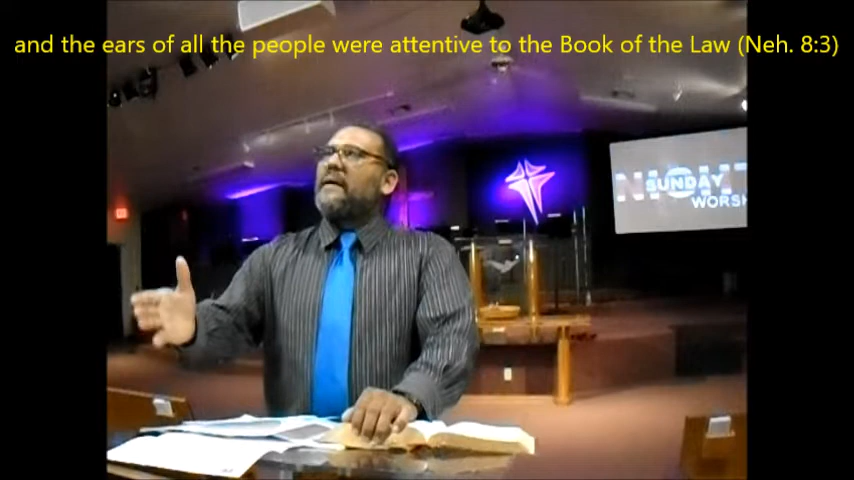 and the ears of all the people were attentive to the Book of the Law (Neh. 8:3)
NIGHT
SUNDAY
WORSH